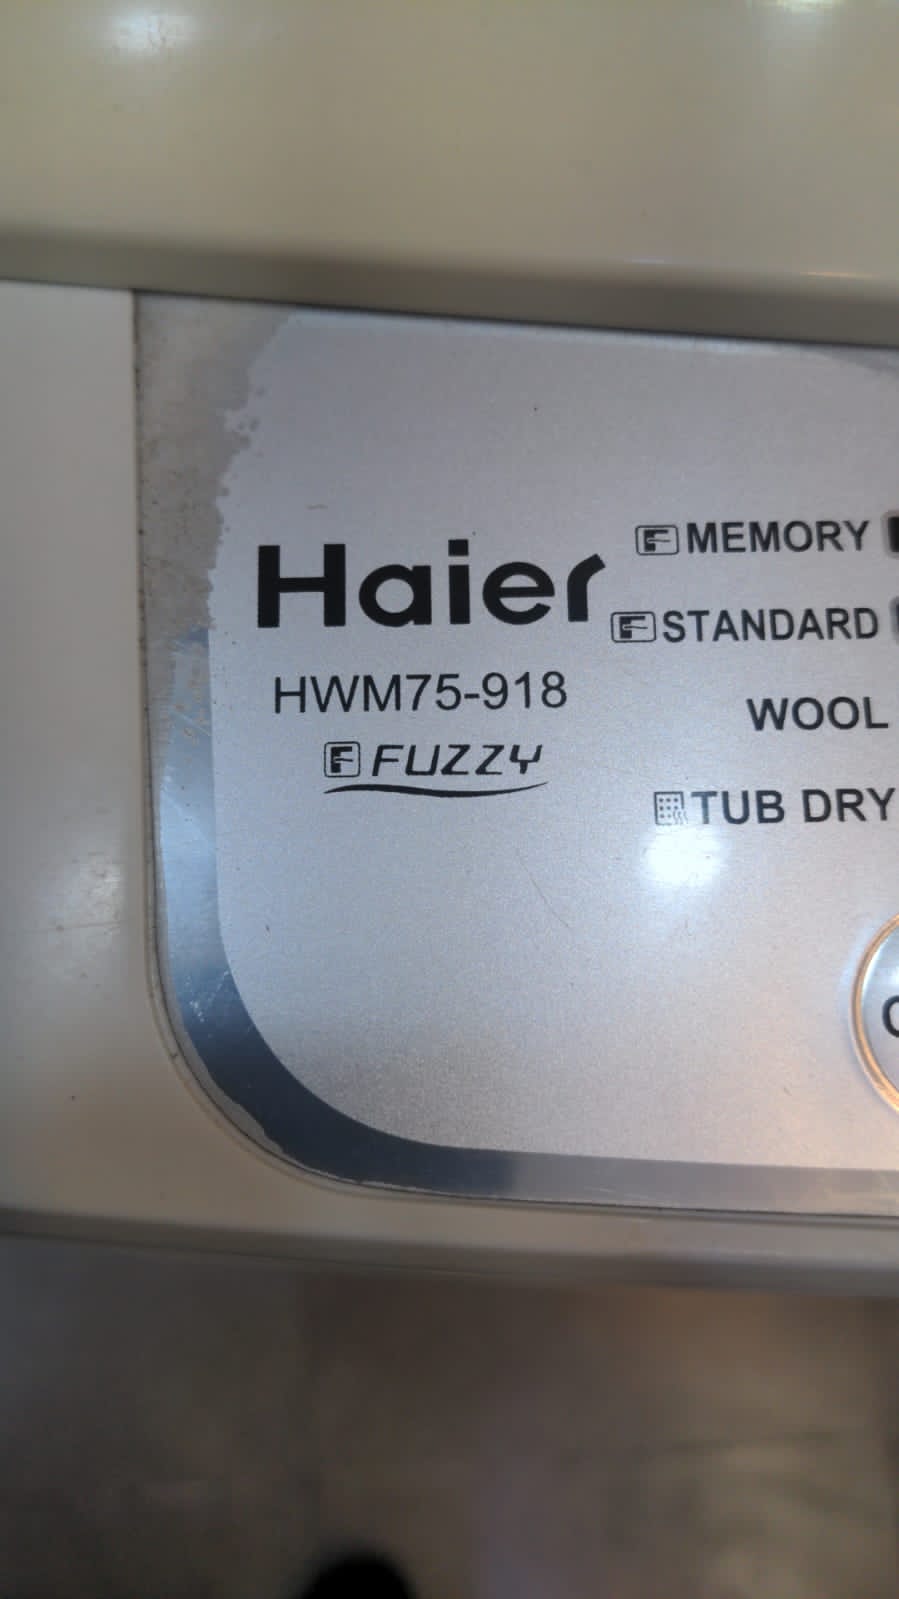 Haier
HWM75-918
F FUZZY
F MEMORY
F STANDARD
WOOL
TUB DRY